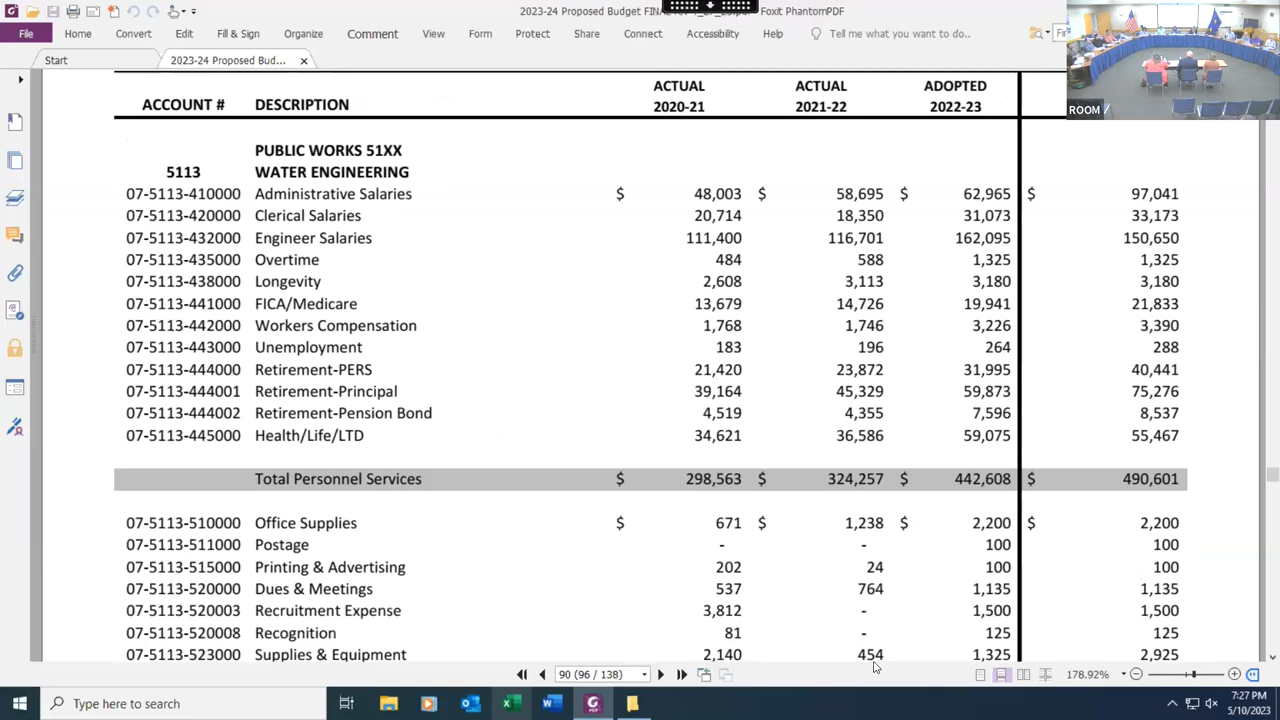 2023-24 Proposed Budget FINAL
Foxit PhantomPDF
File Home Convert Edit Fill & Sign Organize Comment View Form Protect Share Connect Accessibility Help Tell me what you want to do...
Start 2023-24 Proposed Bud... ×
ROOM
ACTUAL ACTUAL ADOPTED
ACCOUNT # DESCRIPTION 2020-21 2021-22 2022-23
PUBLIC WORKS 51XX
5113 WATER ENGINEERING
07-5113-410000 Administrative Salaries $ 48,003 $ 58,695 $ 62,965 $ 97,041
07-5113-420000 Clerical Salaries 20,714 18,350 31,073 33,173
07-5113-432000 Engineer Salaries 111,400 116,701 162,095 150,650
07-5113-435000 Overtime 484 588 1,325 1,325
07-5113-438000 Longevity 2,608 3,113 3,180 3,180
07-5113-441000 FICA/Medicare 13,679 14,726 19,941 21,833
07-5113-442000 Workers Compensation 1,768 1,746 3,226 3,390
07-5113-443000 Unemployment 183 196 264 288
07-5113-444000 Retirement-PERS 21,420 23,872 31,995 40,441
07-5113-444001 Retirement-Principal 39,164 45,329 59,873 75,276
07-5113-444002 Retirement-Pension Bond 4,519 4,355 7,596 8,537
07-5113-445000 Health/Life/LTD 34,621 36,586 59,075 55,467
Total Personnel Services $ 298,563 $ 324,257 $ 442,608 $ 490,601
07-5113-510000 Office Supplies $ 671 $ 1,238 $ 2,200 $ 2,200
07-5113-511000 Postage - - 100 100
07-5113-515000 Printing & Advertising 202 24 100 100
07-5113-520000 Dues & Meetings 537 764 1,135 1,135
07-5113-520003 Recruitment Expense 3,812 - 1,500 1,500
07-5113-520008 Recognition 81 - 125 125
07-5113-523000 Supplies & Equipment 2,140 454 1,325 2,925
90 (96 / 138) 178.92%
Type here to search
7:27 PM
5/10/2023